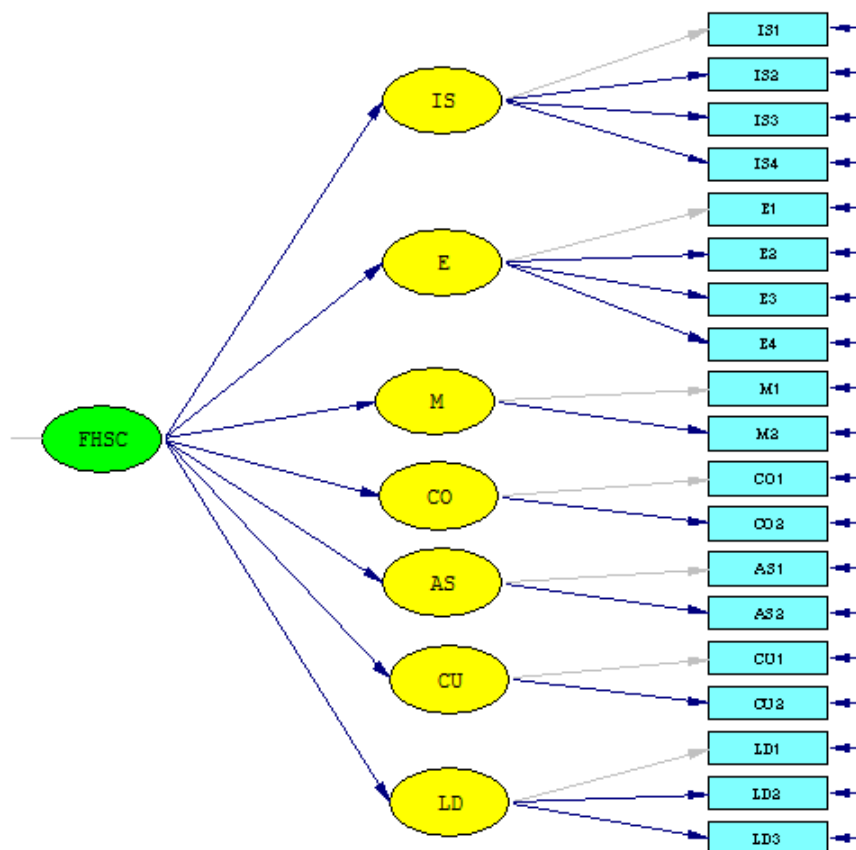 FHSC
IS
E
M
CO
AS
CU
LD
IS1
IS2
IS3
IS4
E1
E2
E3
E4
M1
M2
CO1
CO2
AS1
AS2
CU1
CU2
LD1
LD2
LD3